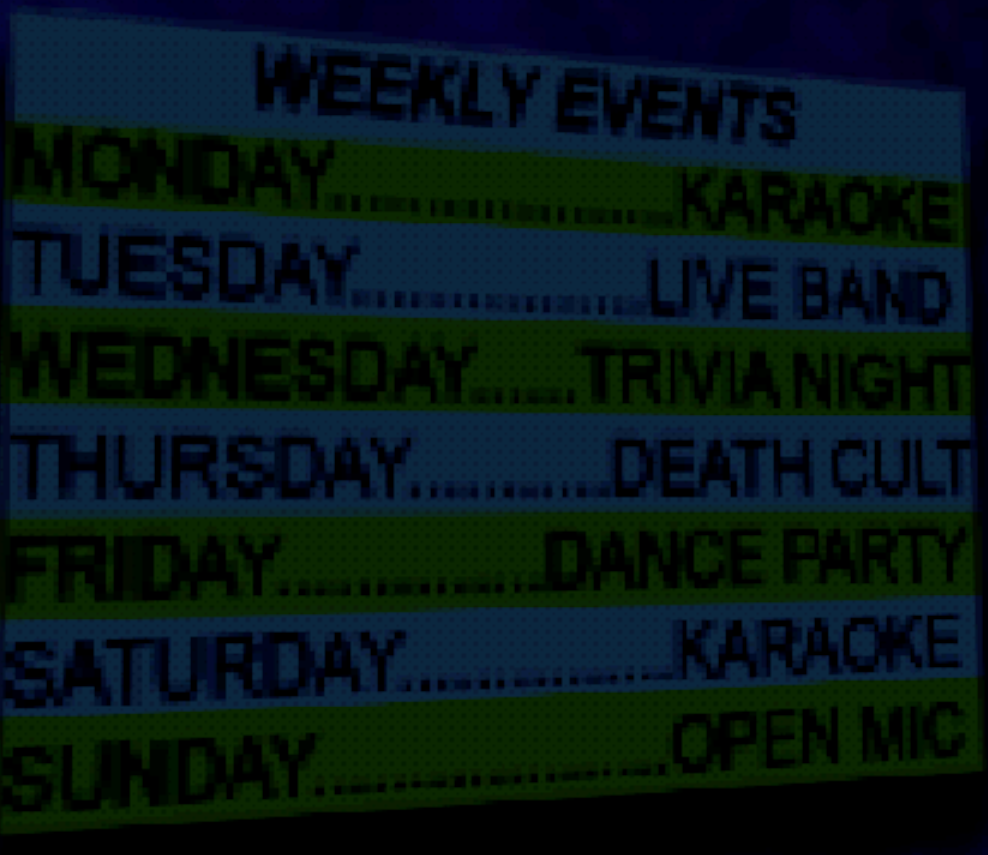 WEEKLY EVENTS
MONDAY....................KARAOKE
TUESDAY.................LIVE BAND
WEDNESDAY......TRIVIA NIGHT
THURSDAY............DEATH CULT
FRIDAY...............DANCE PARTY
SATURDAY................KARAOKE
SUNDAY....................OPEN MIC